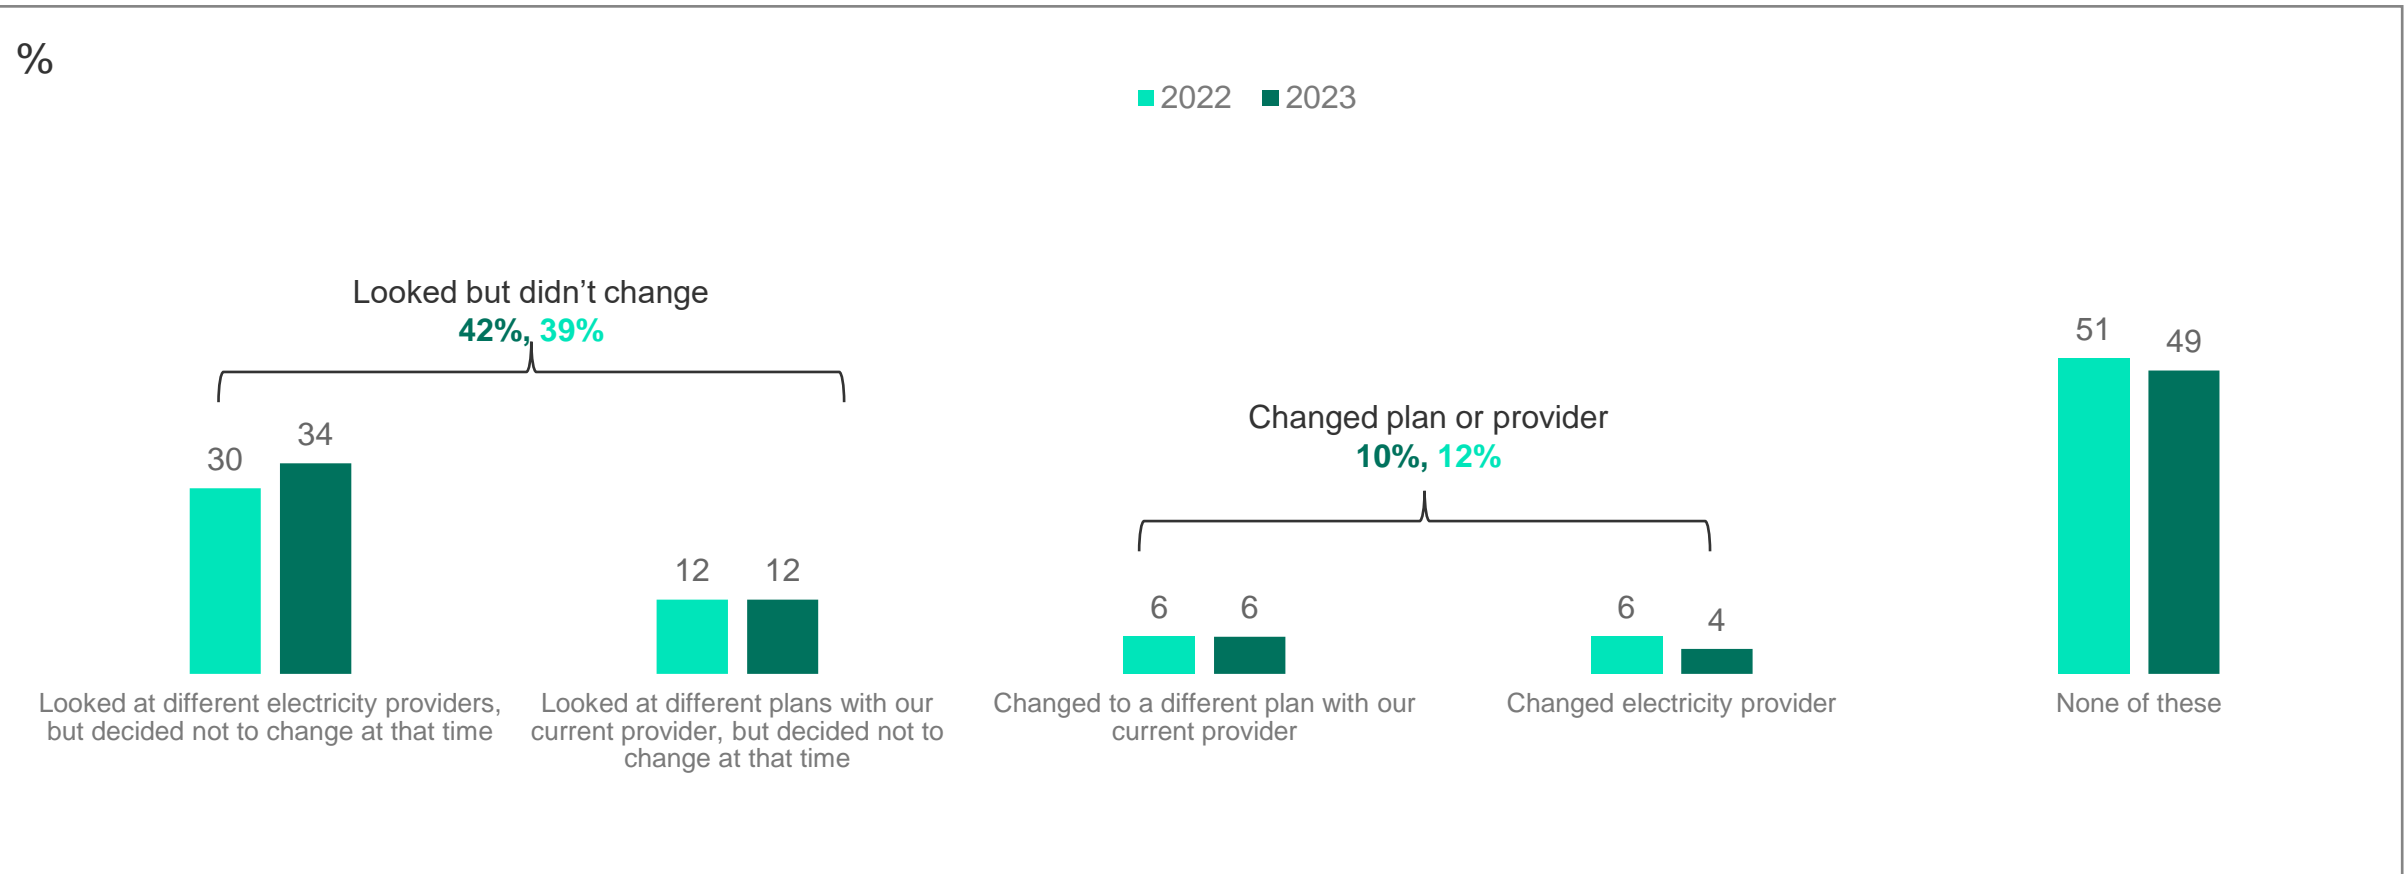 %
2022 2023
Looked but didn’t change
42%, 39%
Changed plan or provider
10%, 12%
30
34
12
12
6
6
6
4
51
49
Looked at different electricity providers,
but decided not to change at that time
Looked at different plans with our
current provider, but decided not to
change at that time
Changed to a different plan with our
current provider
Changed electricity provider
None of these